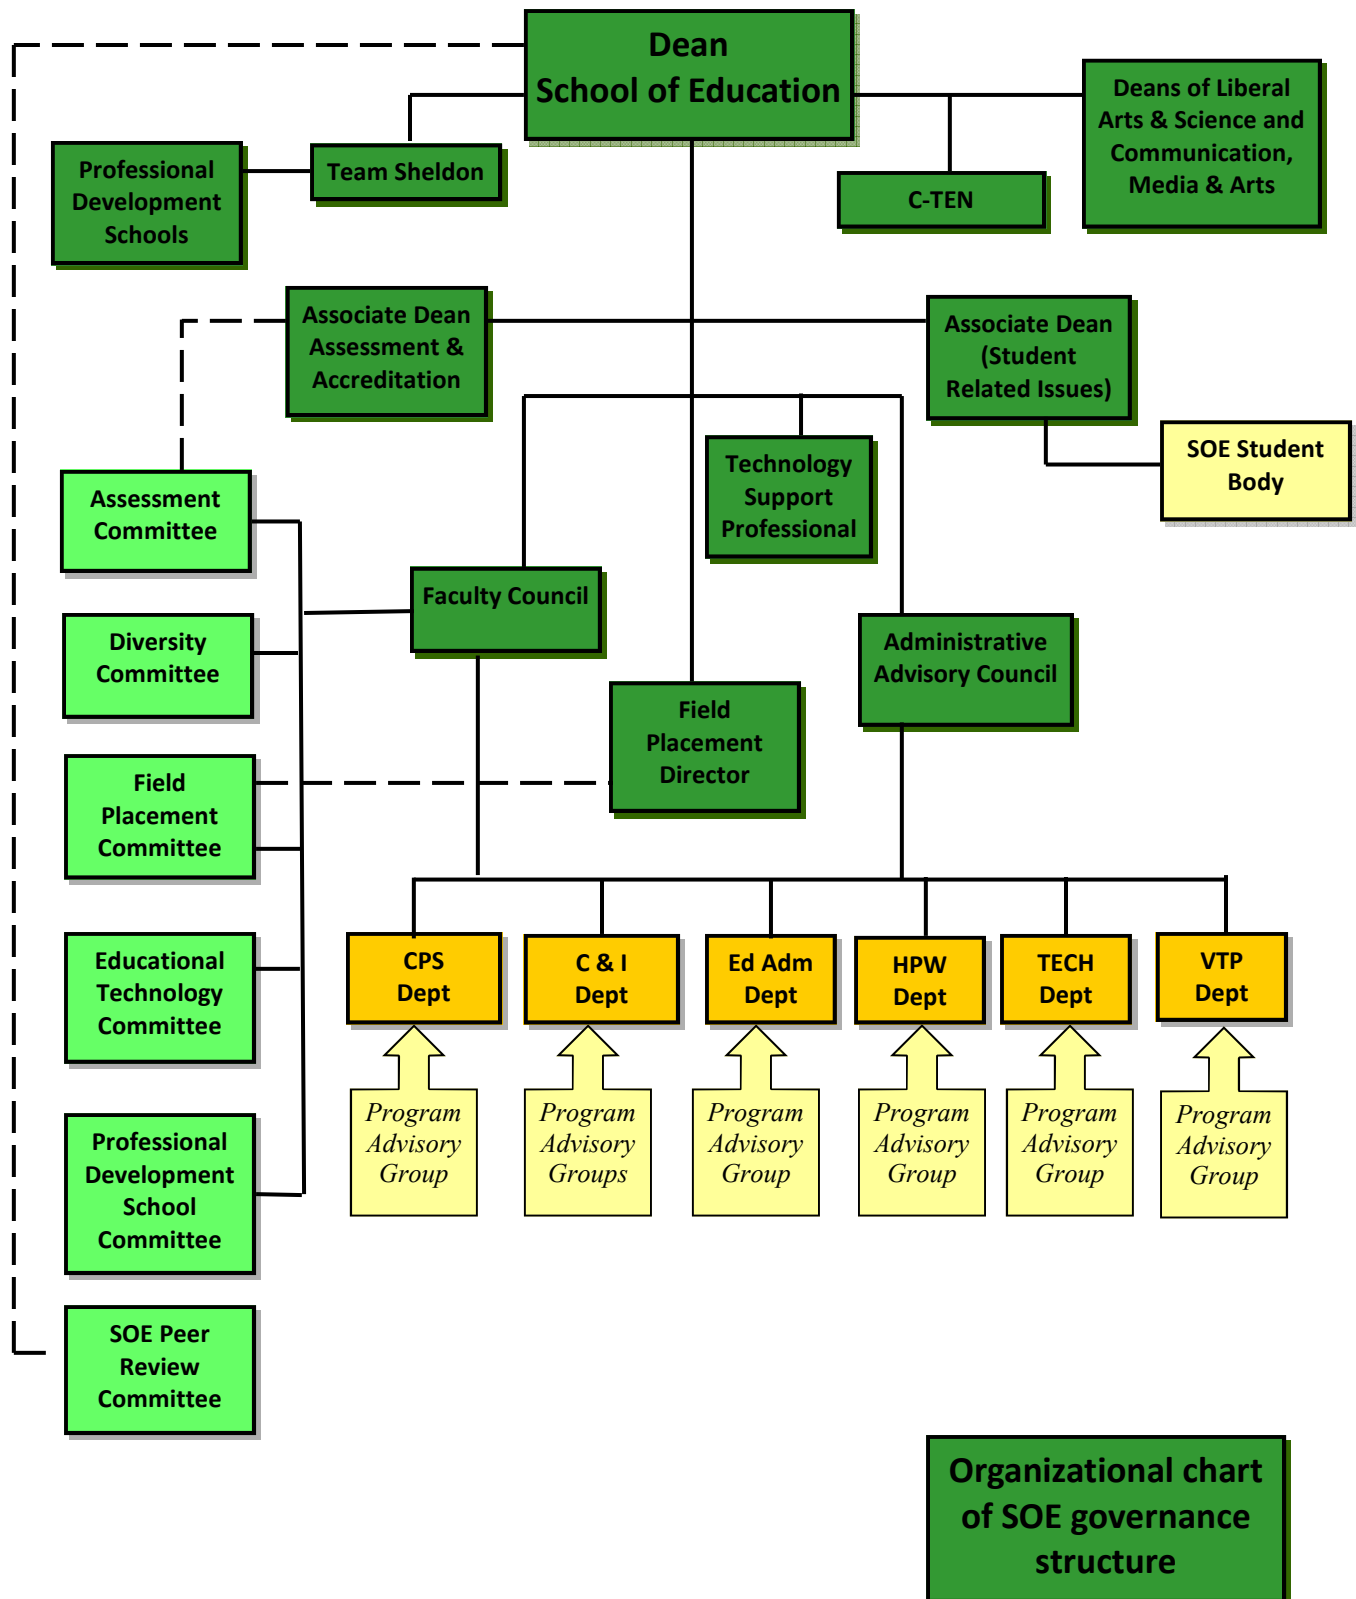 Dean
School of Education
Deans of Liberal
Arts & Science and
Communication,
Media & Arts
Professional
Development
Schools
Team Sheldon
C-TEN
Associate Dean
Assessment &
Accreditation
Associate Dean
(Student
Related Issues)
SOE Student
Body
Technology
Support
Professional
Assessment
Committee
Faculty Council
Diversity
Committee
Administrative
Advisory Council
Field
Placement
Director
Field
Placement
Committee
Educational
Technology
Committee
CPS
Dept
C & I
Dept
Ed Adm
Dept
HPW
Dept
TECH
Dept
VTP
Dept
Program
Advisory
Group
Program
Advisory
Groups
Program
Advisory
Group
Program
Advisory
Group
Program
Advisory
Group
Program
Advisory
Group
Professional
Development
School
Committee
SOE Peer
Review
Committee
Organizational chart
of SOE governance
structure